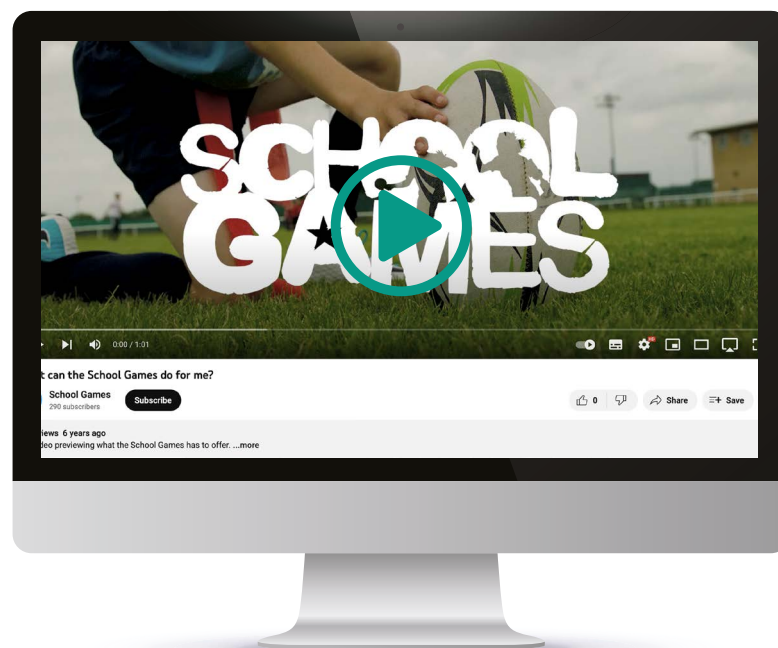 SCHOOL
GAMES
0:00 / 1:01
t can the School Games do for me?
School Games
290 subscribers
Subscribe
0
Share
Save
iews 6 years ago
deo previewing what the School Games has to offer. ...more